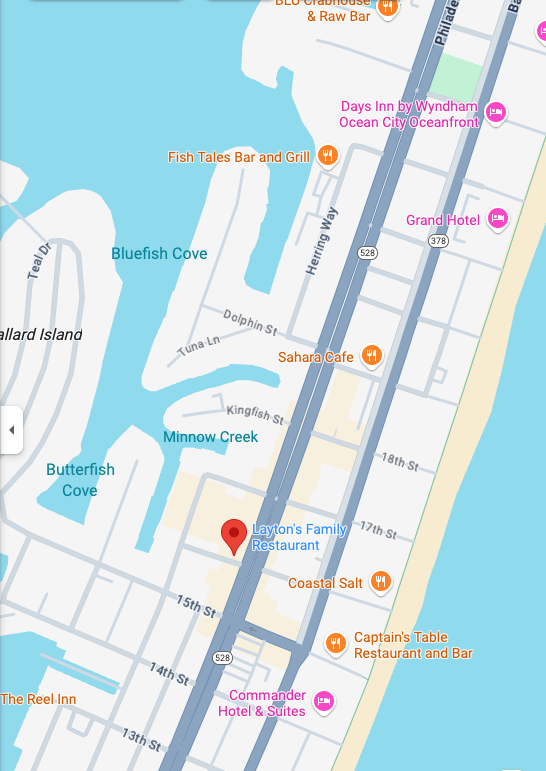 BLU Crabhouse
& Raw Bar
Philade
Ba
Days Inn by Wyndham
Ocean City Oceanfront
Fish Tales Bar and Grill
Herring Way
Grand Hotel
378
528
Teal Dr
Bluefish Cove
Dolphin St
Tuna Ln
allard Island
Sahara Cafe
Kingfish St
Minnow Creek
18th St
Butterfish
Cove
17th St
Layton's Family
Restaurant
Coastal Salt
15th St
Captain's Table
Restaurant and Bar
528
14th St
The Reel Inn
Commander
Hotel & Suites
13th St